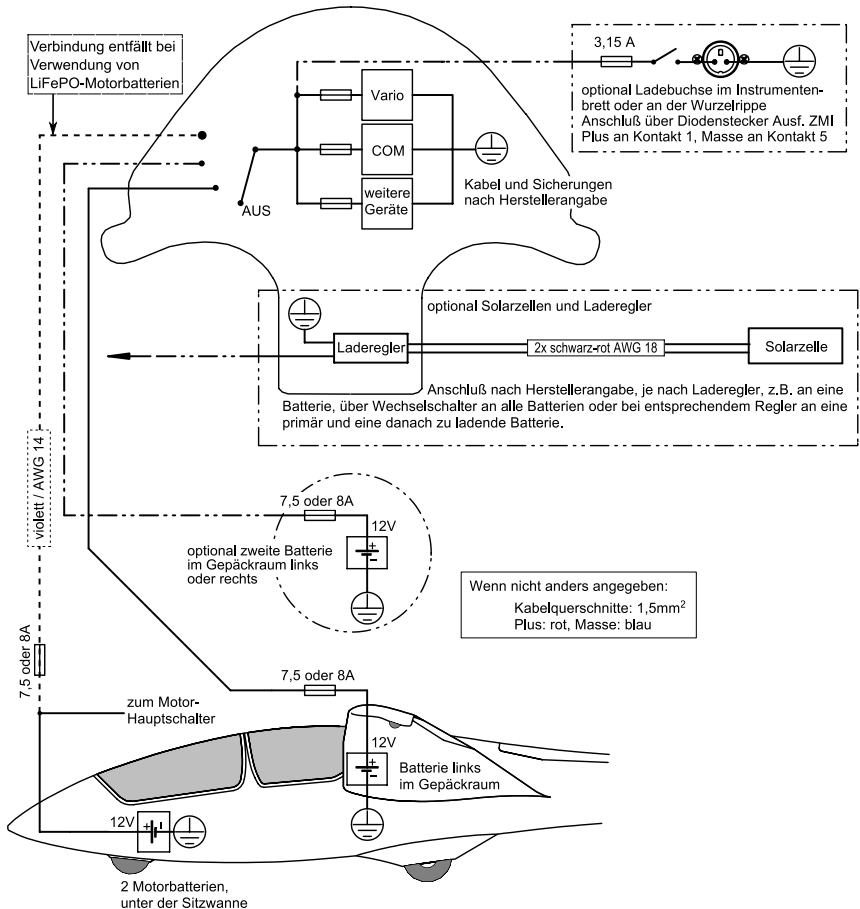 Verbindung entfällt bei
Verwendung von
LiFePO-Motorbatterien
3,15 A
optional Ladebuchse im Instrumenten-
brett oder an der Wurzelrippe
Anschluß über Diodenstecker Ausf. ZMI
Plus an Kontakt 1, Masse an Kontakt 5
Vario
COM
weitere
Geräte
AUS
Kabel und Sicherungen
nach Herstellerangabe
optional Solarzellen und Laderegler
Laderegler
2x schwarz-rot AWG 18
Solarzelle
Anschluß nach Herstellerangabe, je nach Laderegler, z.B. an eine
Batterie, über Wechselschalter an alle Batterien oder bei entsprechendem Regler an eine
primär und eine danach zu ladende Batterie.
violett / AWG 14
7,5 oder 8A
12V
optional zweite Batterie
im Gepäckraum links
oder rechts
Wenn nicht anders angegeben:
Kabelquerschnitte: 1,5mm²
Plus: rot, Masse: blau
7,5 oder 8A
7,5 oder 8A
zum Motor-
Hauptschalter
12V
Batterie links
im Gepäckraum
12V
2 Motorbatterien,
unter der Sitzwanne